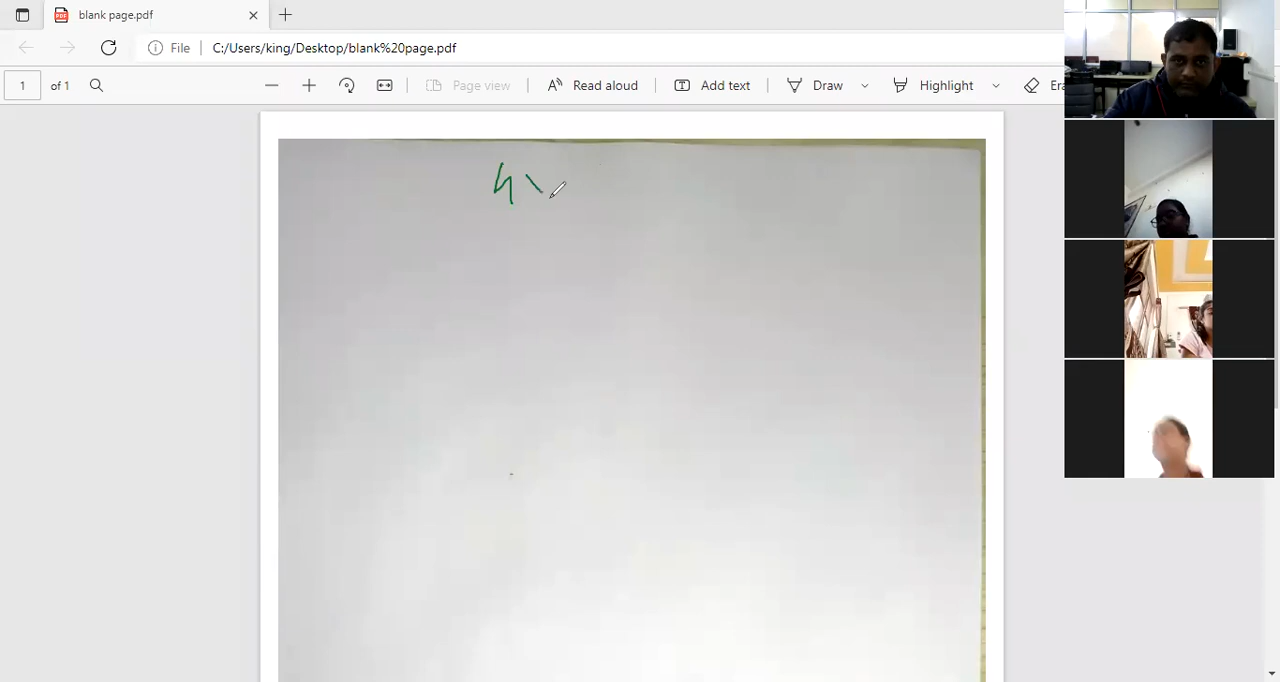 blank page.pdf
File C:/Users/king/Desktop/blank%20page.pdf
1 of 1 Page view Read aloud Add text Draw Highlight
4